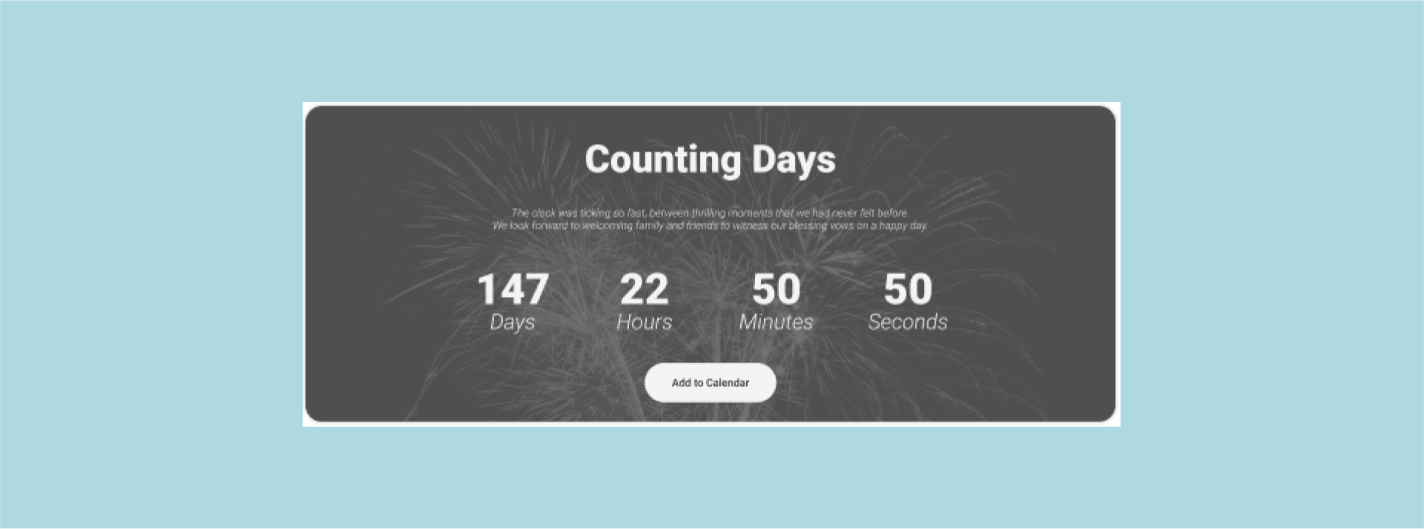 Counting Days
The clock was ticking so fast, between thrilling moments that we had never felt before.
We look forward to welcoming family and friends to witness our blessing vows on a happy day.
147 22 50 50
Days Hours Minutes Seconds
Add to Calendar